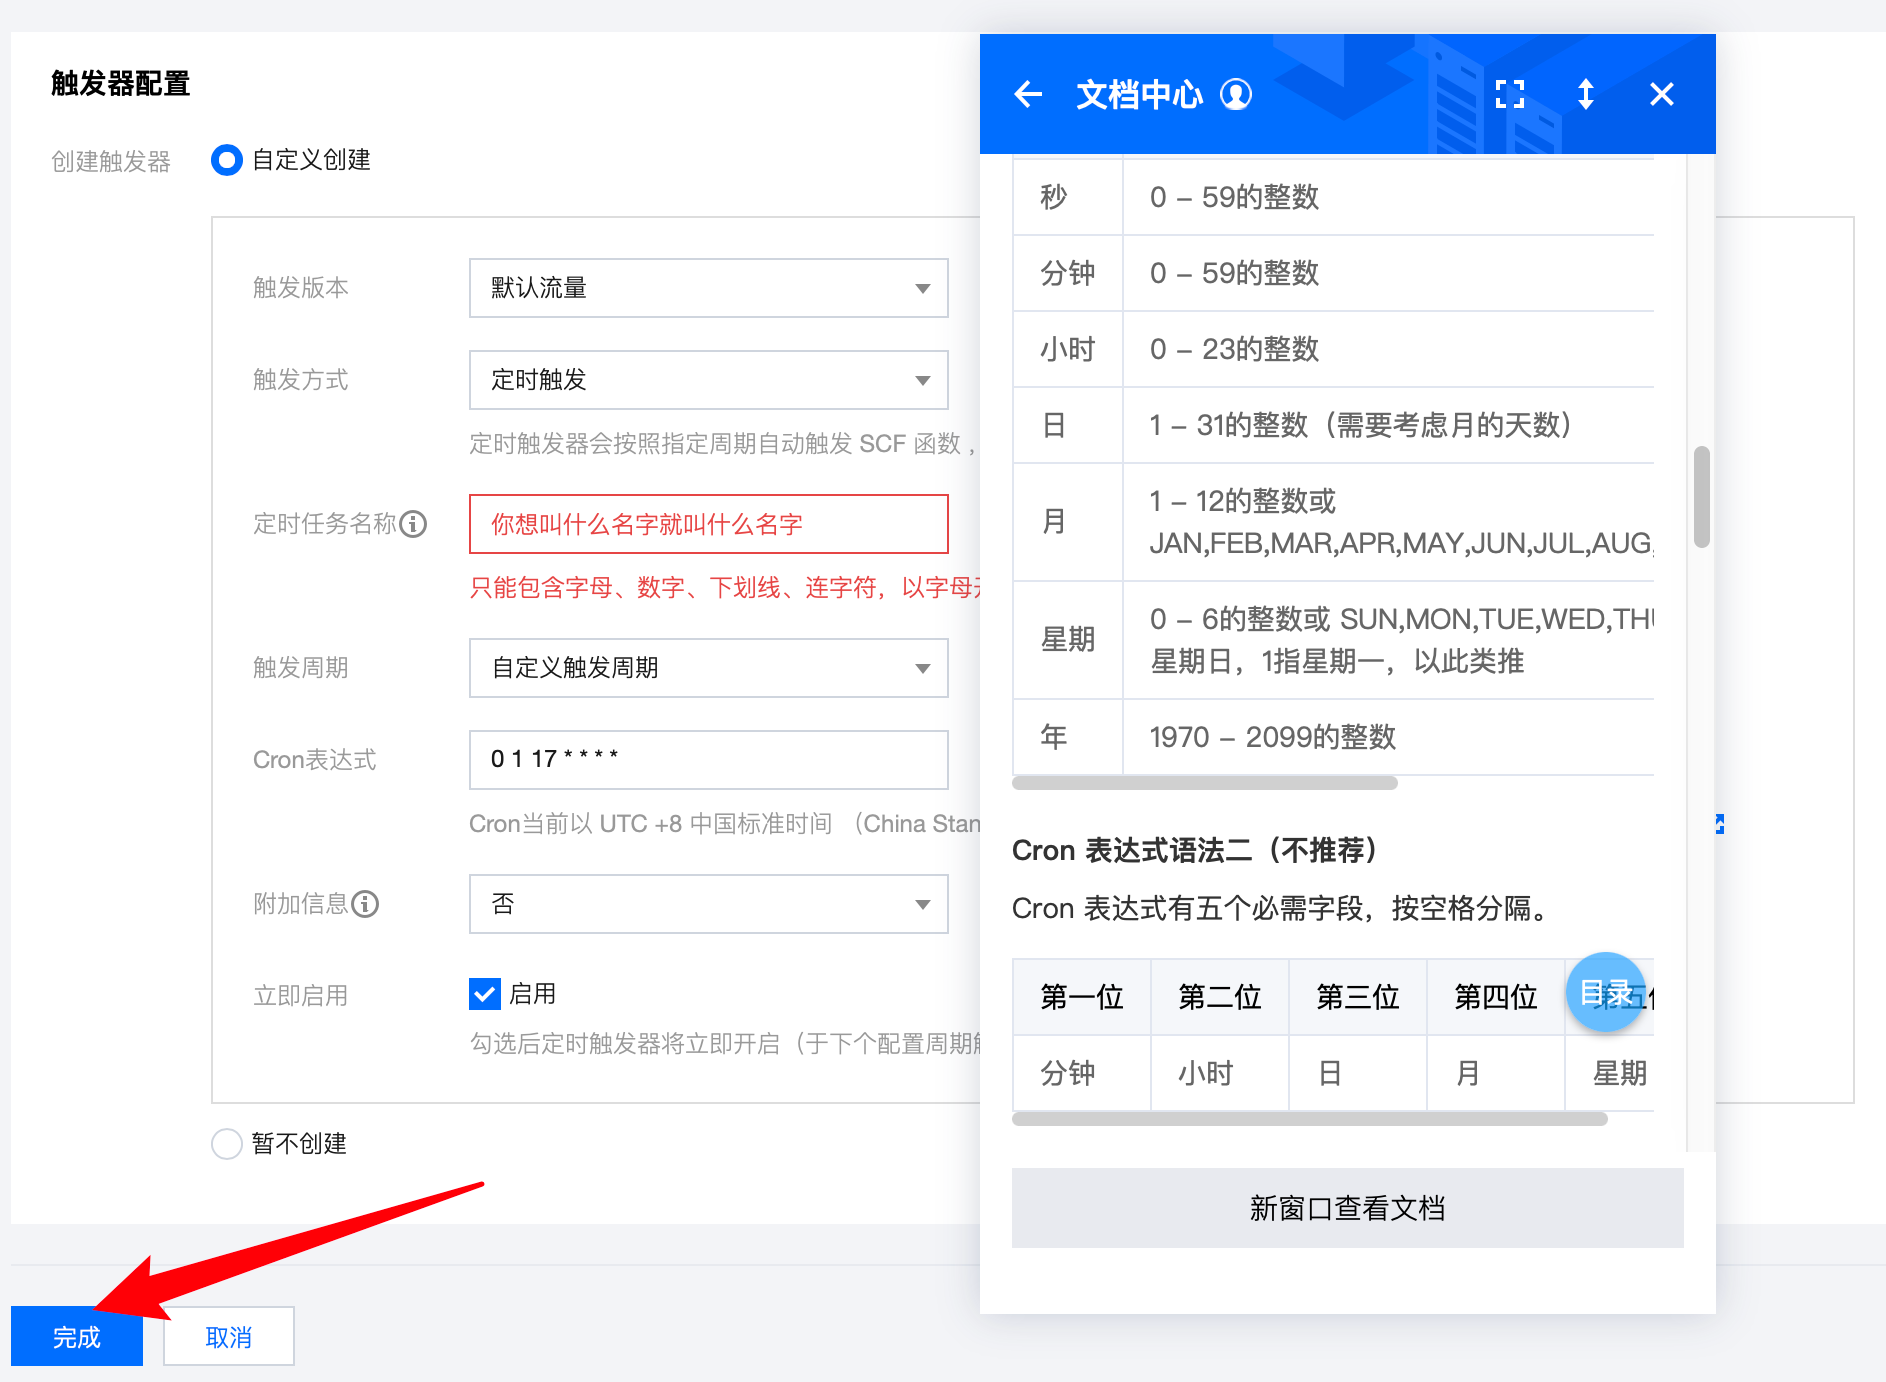 触发器配置
创建触发器
自定义创建
触发版本
默认流量
触发方式
定时触发
定时触发器会按照指定周期自动触发 SCF 函数，
定时任务名称
你想叫什么名字就叫什么名字
只能包含字母、数字、下划线、连字符，以字母
触发周期
自定义触发周期
Cron表达式
0 1 17 * * * *
Cron当前以 UTC +8 中国标准时间 （China Stan
附加信息
否
立即启用
启用
勾选后定时触发器将立即开启（于下个配置周期
暂不创建
完成
取消
文档中心
秒
0 – 59的整数
分钟
0 – 59的整数
小时
0 – 23的整数
日
1 – 31的整数（需要考虑月的天数）
月
1 – 12的整数或
JAN,FEB,MAR,APR,MAY,JUN,JUL,AUG,
星期
0 – 6的整数或 SUN,MON,TUE,WED,THU
星期日，1指星期一，以此类推
年
1970 – 2099的整数
Cron 表达式语法二（不推荐）
Cron 表达式有五个必需字段，按空格分隔。
第一位 第二位 第三位 第四位 第五位
目录
分钟 小时 日 月 星期
新窗口查看文档